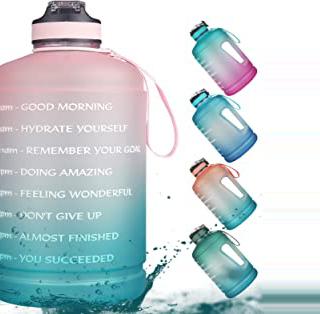 am - GOOD MORNING
am - HYDRATE YOURSELF
am - REMEMBER YOUR GOAL
pm - DOING AMAZING
pm - FEELING WONDERFUL
pm - DON'T GIVE UP
pm - ALMOST FINISHED
pm - YOU SUCCEEDED